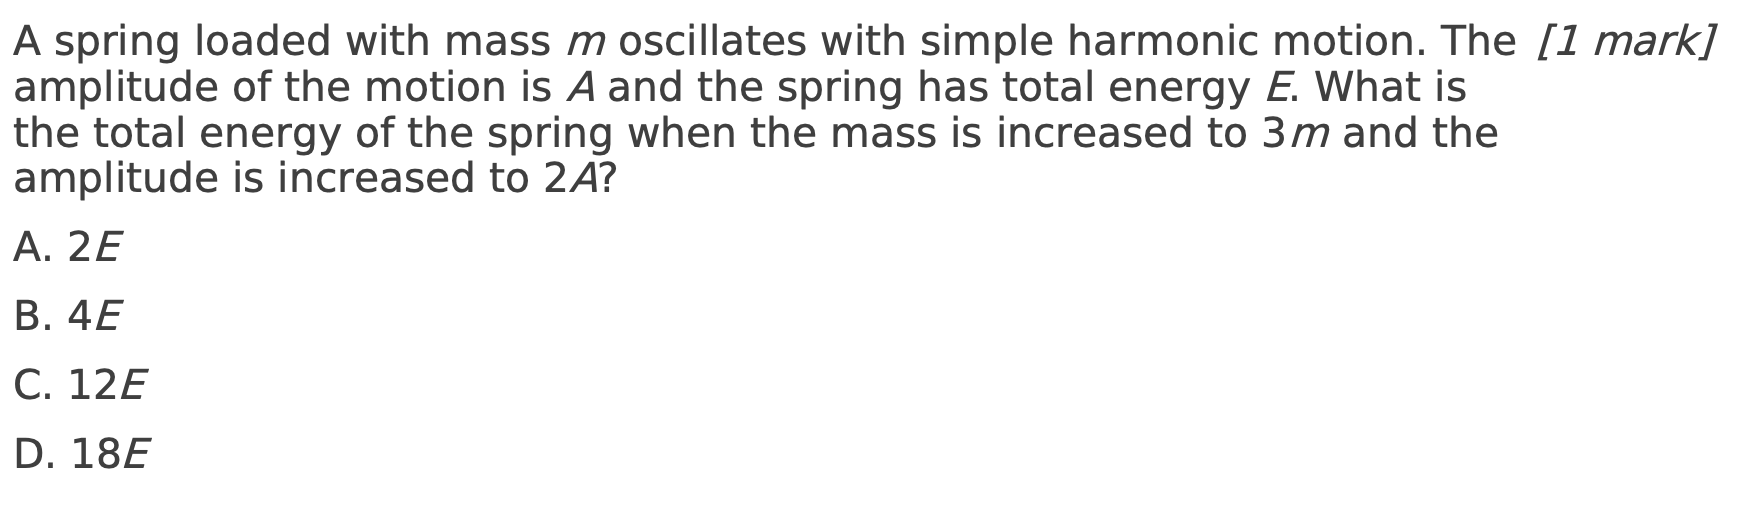 A spring loaded with mass m oscillates with simple harmonic motion. The [1 mark]
amplitude of the motion is A and the spring has total energy E. What is
the total energy of the spring when the mass is increased to 3m and the
amplitude is increased to 2A?
A. 2E
B. 4E
C. 12E
D. 18E